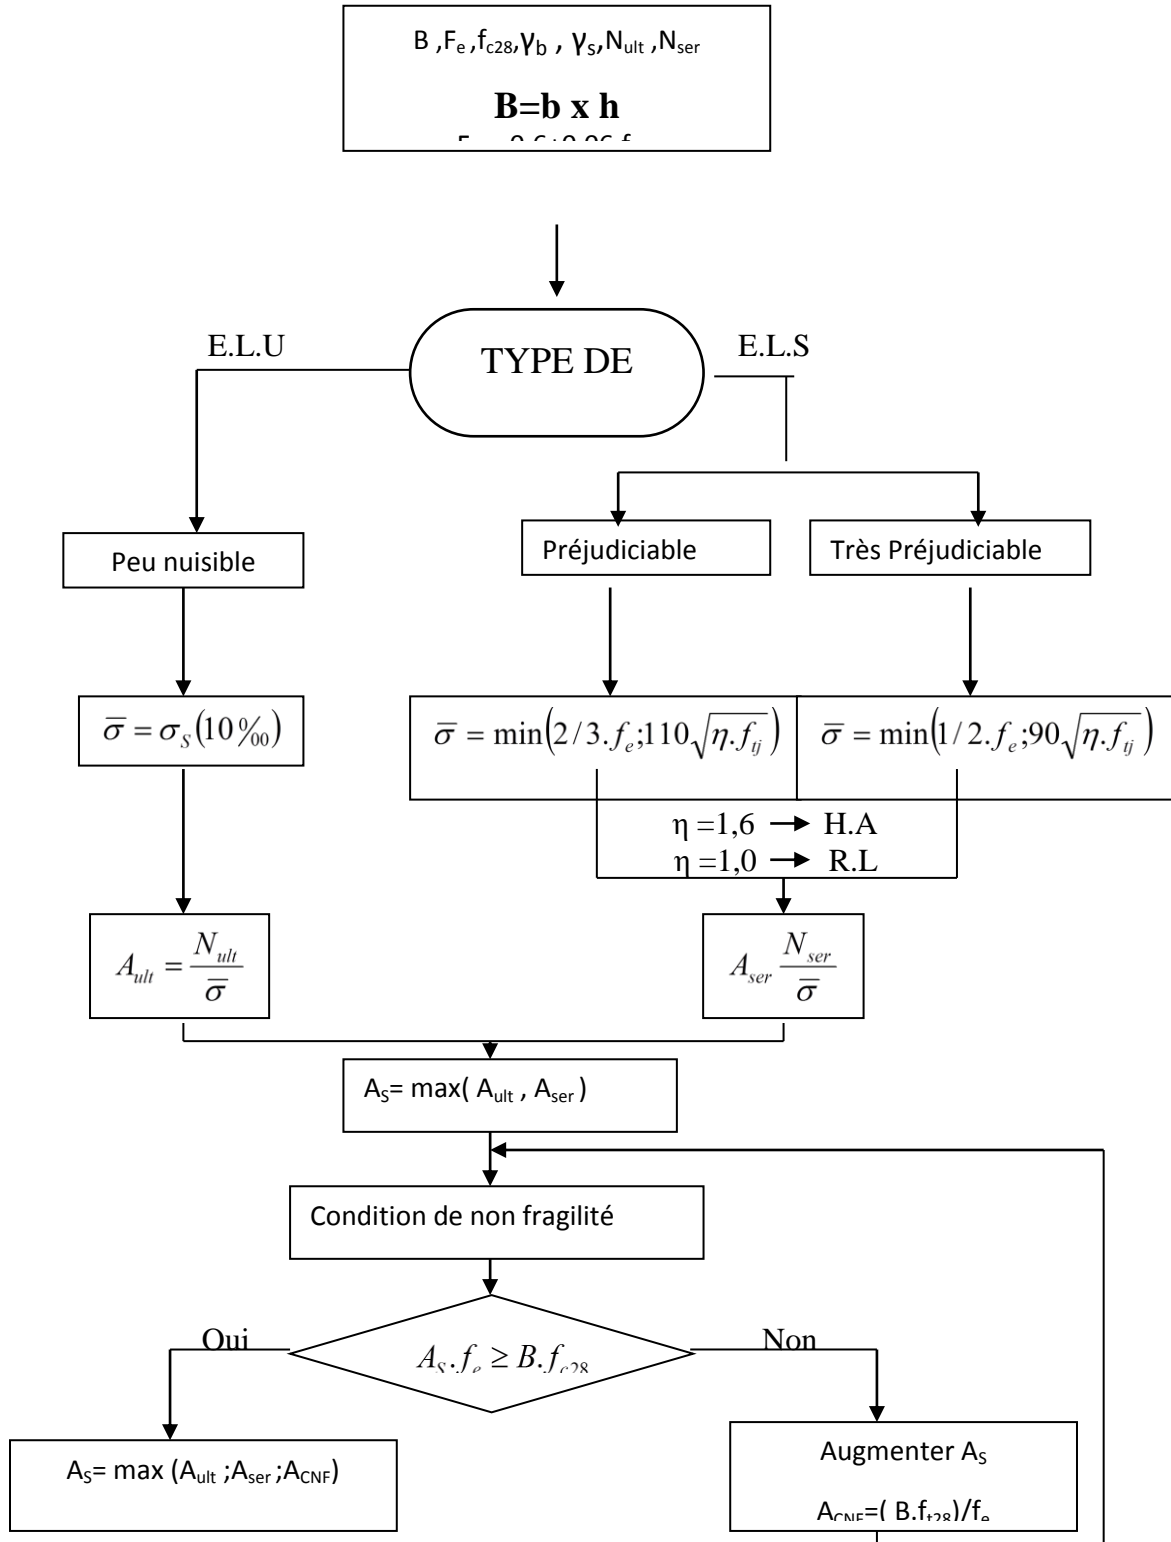 B ,Fe ,fc28,γb , γs,Nult ,Nser
B=b x h
E.L.U
TYPE DE
E.L.S
Peu nuisible
Préjudiciable
Très Préjudiciable
σ̅ = σS(10‰)
σ̅ = min(2/3.fe;110√η.ftj)
σ̅ = min(1/2.fe;90√η.ftj)
η =1,6 → H.A
η =1,0 → R.L
Ault = Nult / σ̅
Aser Nser / σ̅
AS= max( Ault , Aser )
Condition de non fragilité
Oui
AS.fe ≥ B.fc28
Non
AS= max (Ault ;Aser ;ACNF)
Augmenter AS
ACNF=( B.ft28)/fe